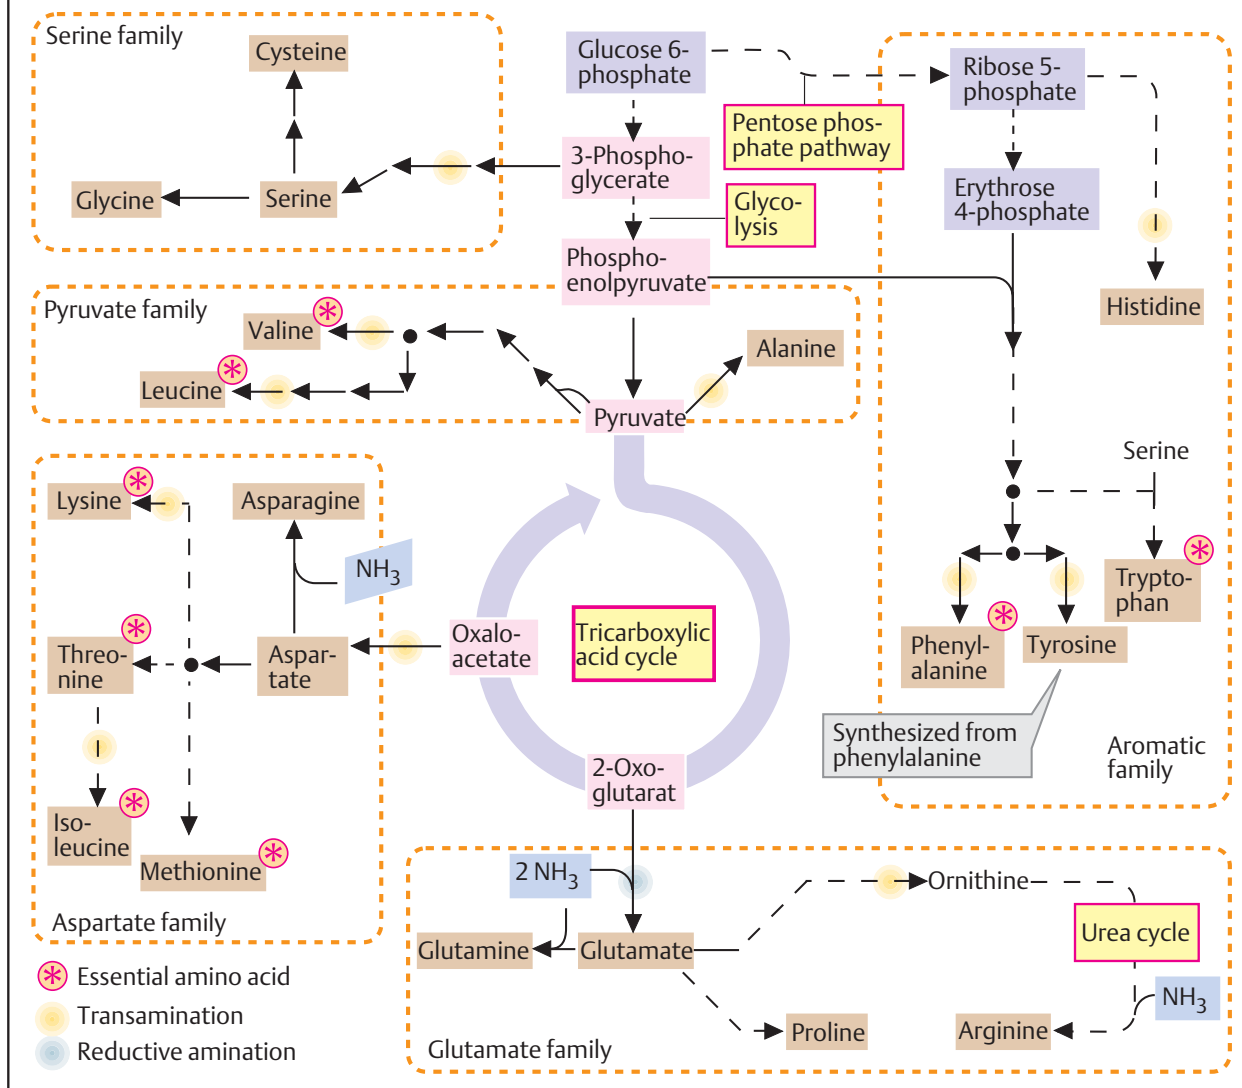 Serine family
Cysteine
Glycine
Serine
Glucose 6-
phosphate
3-Phospho-
glycerate
Phospho-
enolpyruvate
Pentose phos-
phate pathway
Glyco-
lysis
Ribose 5-
phosphate
Erythrose
4-phosphate
Histidine
Pyruvate family
Valine
*
Leucine
*
Alanine
Pyruvate
Lysine
*
Asparagine
NH3
Threo-
nine
*
Aspar-
tate
Oxalo-
acetate
Tricarboxylic
acid cycle
Iso-
leucine
*
Methionine
*
Aspartate family
2-Oxo-
glutarat
Serine
Trypto-
phan
*
Phenyl-
alanine
*
Tyrosine
Synthesized from
phenylalanine
Aromatic
family
2 NH3
Glutamine
Glutamate
Ornithine
Urea cycle
NH3
Proline
Arginine
Glutamate family
* Essential amino acid
Transamination
Reductive amination